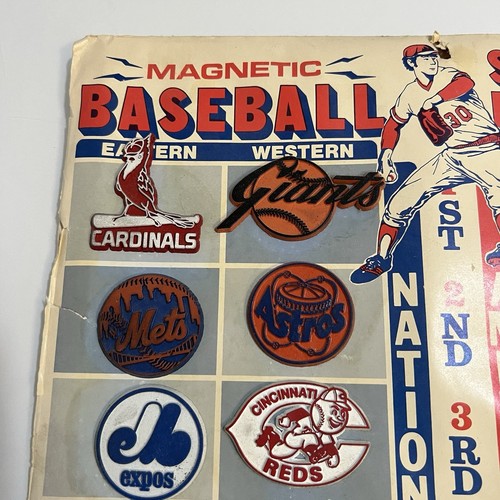 MAGNETIC
BASEBALL
EASTERN WESTERN
CARDINALS
Giants
Mets
Astros
expos
CINCINNATI
REDS
30
1ST
2ND
3RD
NATION
S